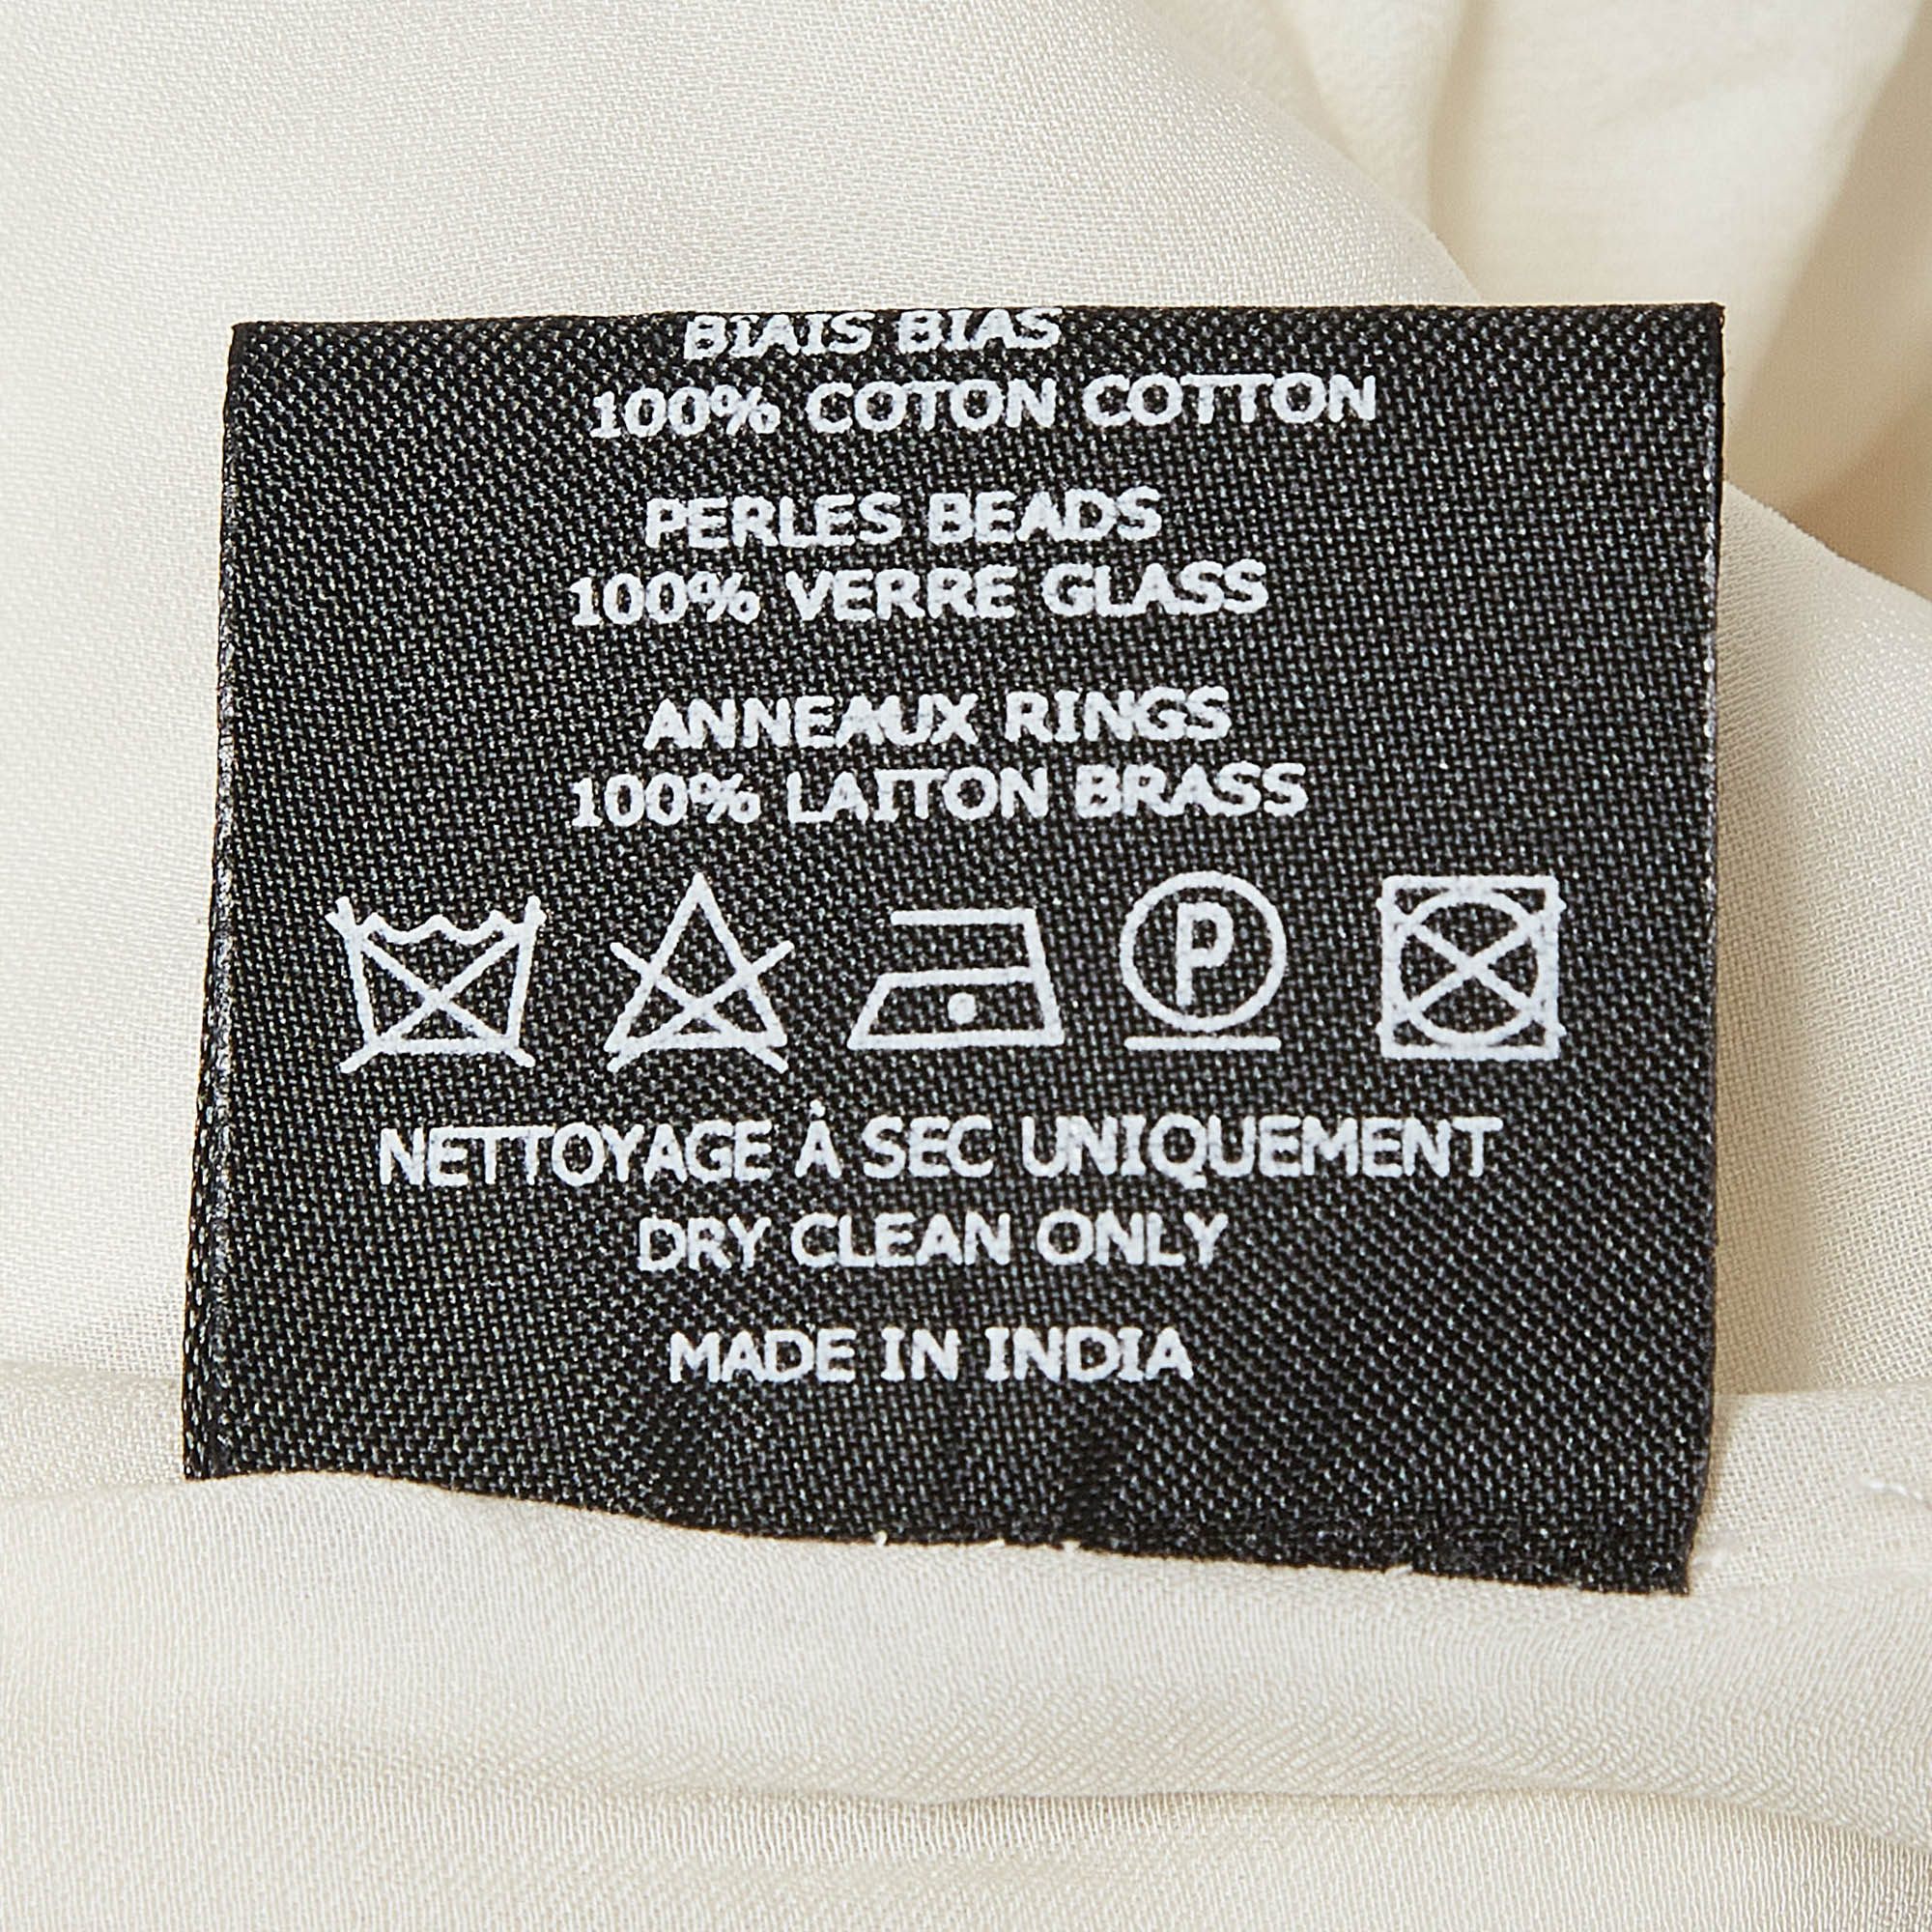 BIAIS BIAS
100% COTON COTTON
PERLES BEADS
100% VERRE GLASS
ANNEAUX RINGS
100% LAITON BRASS
P
NETTOYAGE À SEC UNIQUEMENT
DRY CLEAN ONLY
MADE IN INDIA